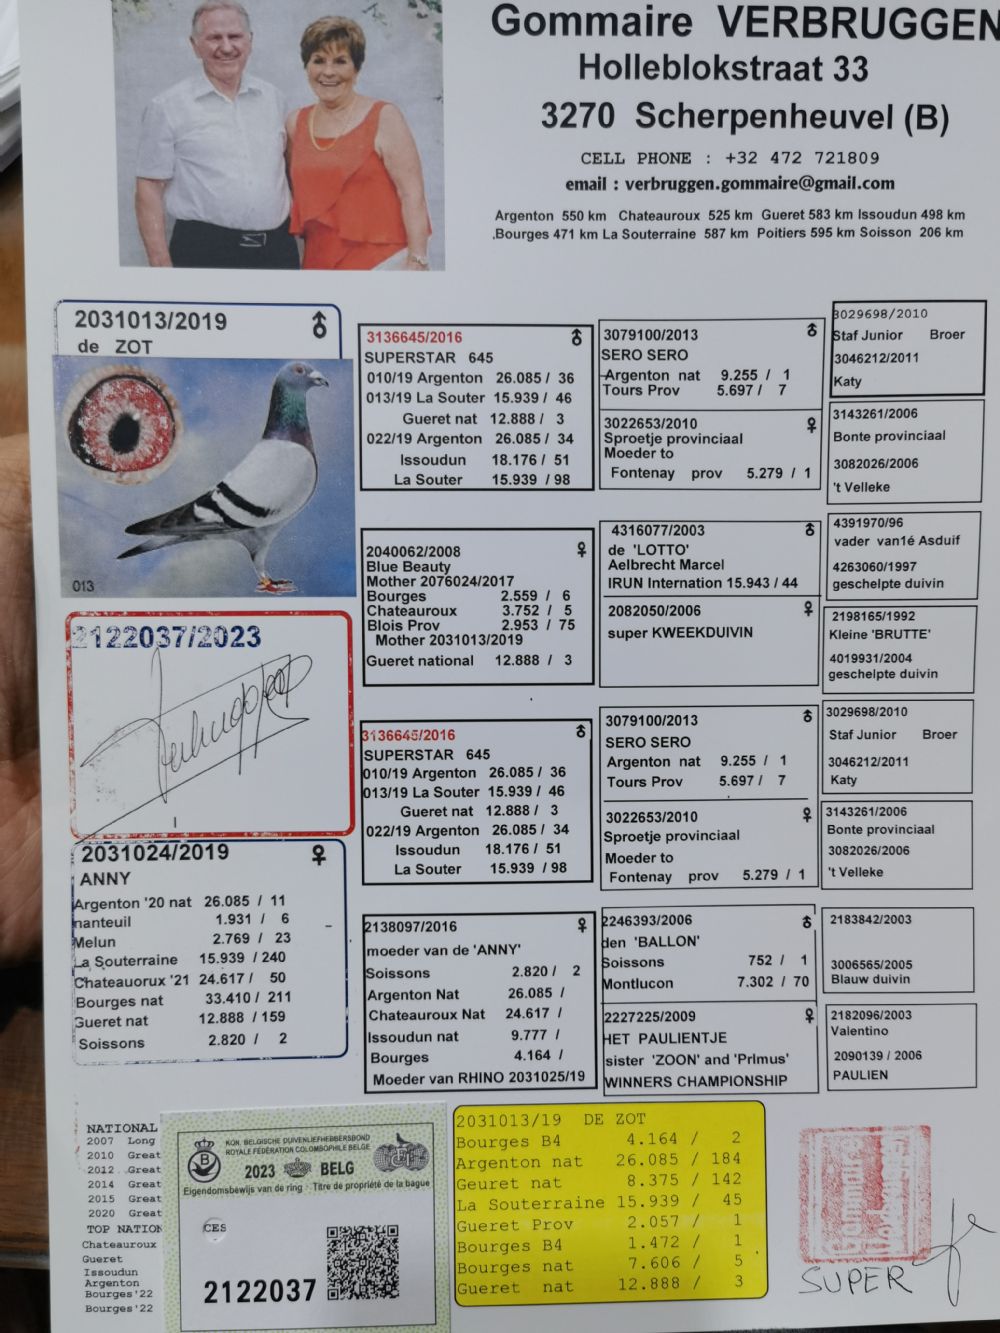 Gommaire VERBRUGGEN
Holleblokstraat 33
3270 Scherpenheuvel (B)
CELL PHONE : +32 472 721809
email : verbruggen.gommaire@gmail.com
Argenton 550 km Chateauroux 525 km Gueret 583 km Issoudun 498 km
.Bourges 471 km La Souterraine 587 km Poitiers 595 km Soisson 206 km
2031013/2019 ♂
de ZOT
013
2122037/2023
2031024/2019 ♀
ANNY
Argenton '20 nat 26.085 / 11
nanteuil 1.931 / 6
Melun 2.769 / 23
La Souterraine 15.939 / 240
Chateauorux '21 24.617 / 50
Bourges nat 33.410 / 211
Gueret nat 12.888 / 159
Soissons 2.820 / 2
3136645/2016 ♂
SUPERSTAR 645
010/19 Argenton 26.085 / 36
013/19 La Souter 15.939 / 46
Gueret nat 12.888 / 3
022/19 Argenton 26.085 / 34
Issoudun 18.176 / 51
La Souter 15.939 / 98
2040062/2008 ♀
Blue Beauty
Mother 2076024/2017
Bourges 2.559 / 6
Chateauroux 3.752 / 5
Blois Prov 2.953 / 75
Mother 2031013/2019
Gueret national 12.888 / 3
3136645/2016 ♂
SUPERSTAR 645
010/19 Argenton 26.085 / 36
013/19 La Souter 15.939 / 46
Gueret nat 12.888 / 3
022/19 Argenton 26.085 / 34
Issoudun 18.176 / 51
La Souter 15.939 / 98
2138097/2016 ♀
moeder van de 'ANNY'
Soissons 2.820 / 2
Argenton Nat 26.085 /
Chateauroux Nat 24.617 /
Issoudun nat 9.777 /
Bourges 4.164 /
Moeder van RHINO 2031025/19
3079100/2013 ♂
SERO SERO
Argenton nat 9.255 / 1
Tours Prov 5.697 / 7
3022653/2010 ♀
Sproetje provinciaal
Moeder to
Fontenay prov 5.279 / 1
4316077/2003 ♂
de 'LOTTO'
Aelbrecht Marcel
IRUN Internation 15.943 / 44
2082050/2006 ♀
super KWEEKDUIVIN
3079100/2013 ♂
SERO SERO
Argenton nat 9.255 / 1
Tours Prov 5.697 / 7
3022653/2010 ♀
Sproetje provinciaal
Moeder to
Fontenay prov 5.279 / 1
2246393/2006 ♂
den 'BALLON'
Soissons 752 / 1
Montlucon 7.302 / 70
2227225/2009 ♀
HET PAULIENTJE
sister 'ZOON' and 'PrImus'
WINNERS CHAMPIONSHIP
3029698/2010
Staf Junior Broer
3046212/2011
Katy
3143261/2006
Bonte provinciaal
3082026/2006
't Velleke
4391970/96
vader van1é Asduif
4263060/1997
geschelpte duivin
2198165/1992
Kleine 'BRUTTE'
4019931/2004
geschelpte duivin
3029698/2010
Staf Junior Broer
3046212/2011
Katy
3143261/2006
Bonte provinciaal
3082026/2006
't Velleke
2183842/2003
3006565/2005
Blauw duivin
2182096/2003
Valentino
2090139 / 2006
PAULIEN
NATIONAL
2007 Long
2010 Great
2012 Great
2014 Great
2015 Great
2020 Great
TOP NATION
Chateauroux
Gueret
Issoudun
Argenton
Bourges'22
Bourges'22
KON. BELGISCHE DUIVENLIEFHEBBERSBOND
ROYALE FÉDÉRATION COLOMBOPHILE BELGE
2023 BELG
Eigendomsbewijs van de ring - Titre de propriété de la bague
CES
2122037
2031013/19 DE ZOT
Bourges B4 4.164 / 2
Argenton nat 26.085 / 184
Geuret nat 8.375 / 142
La Souterraine 15.939 / 45
Gueret Prov 2.057 / 1
Bourges B4 1.472 / 1
Bourges nat 7.606 / 5
Gueret nat 12.888 / 3
SUPER